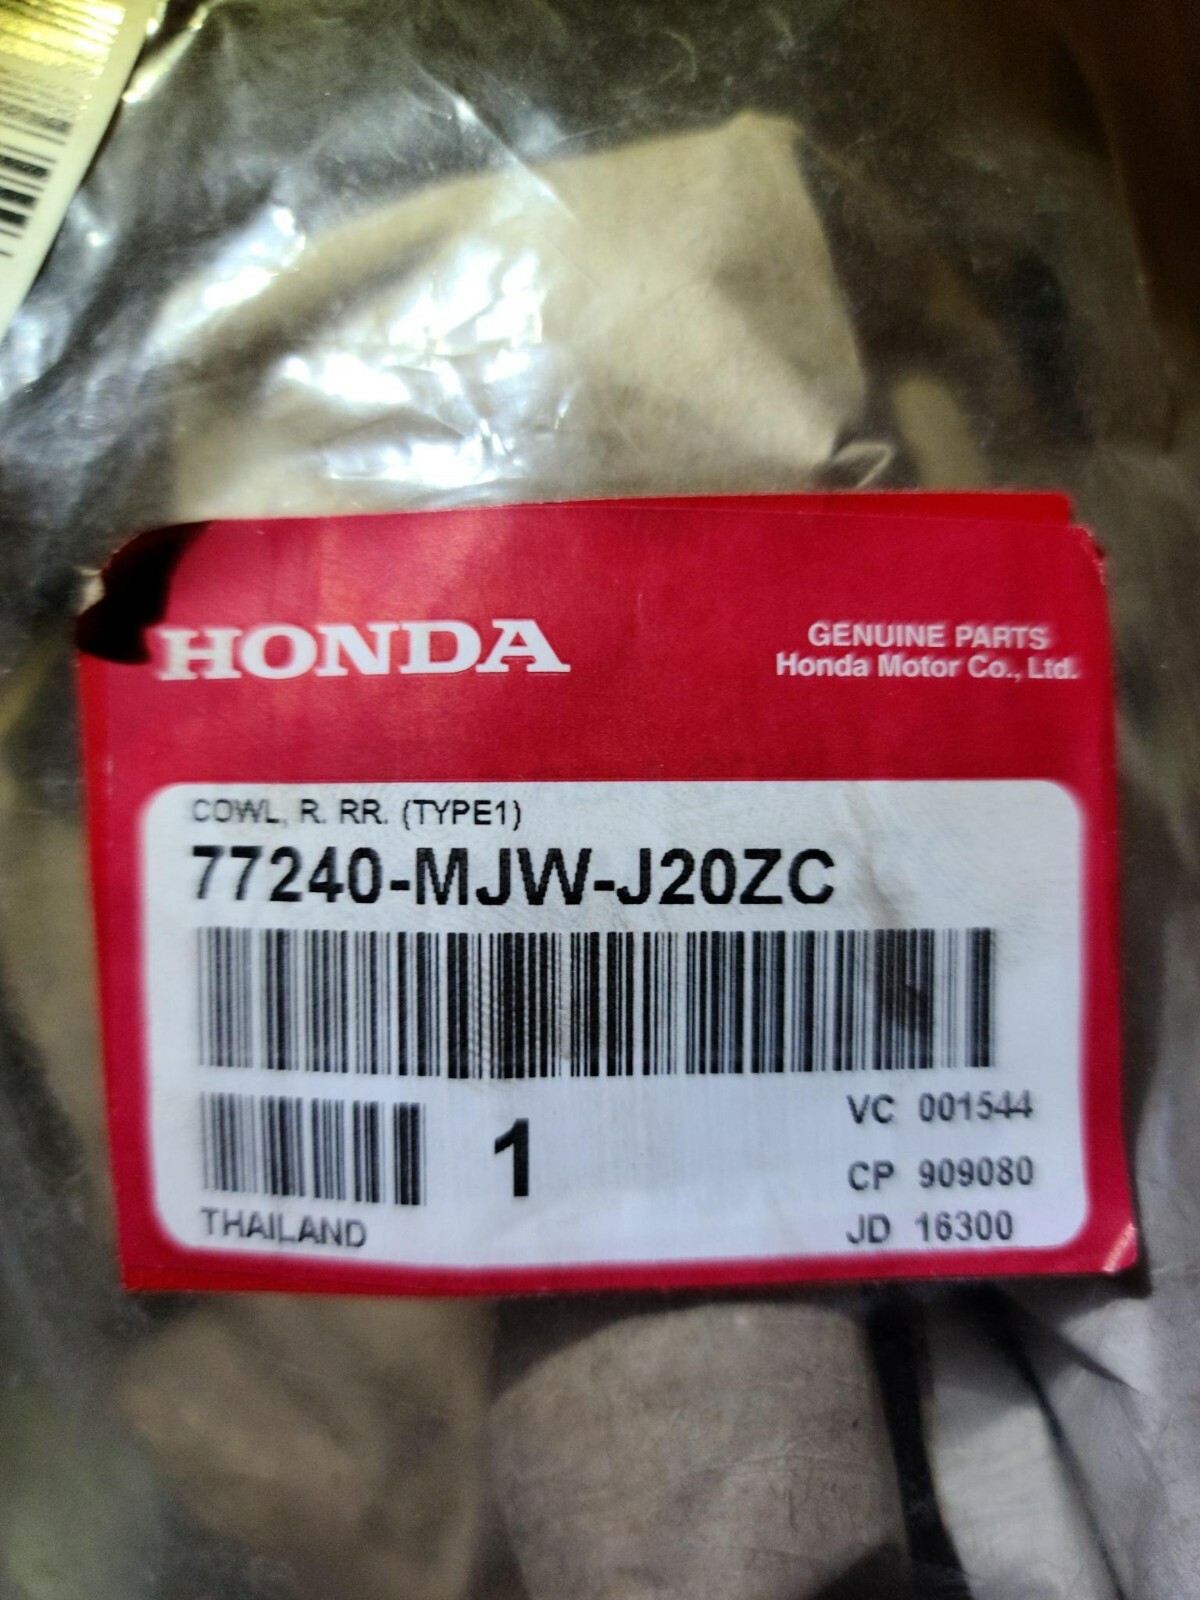 HONDA
GENUINE PARTS
Honda Motor Co., Ltd.
COWL, R. RR. (TYPE1)
77240-MJW-J20ZC
1
VC 001544
CP 909080
JD 16300
THAILAND